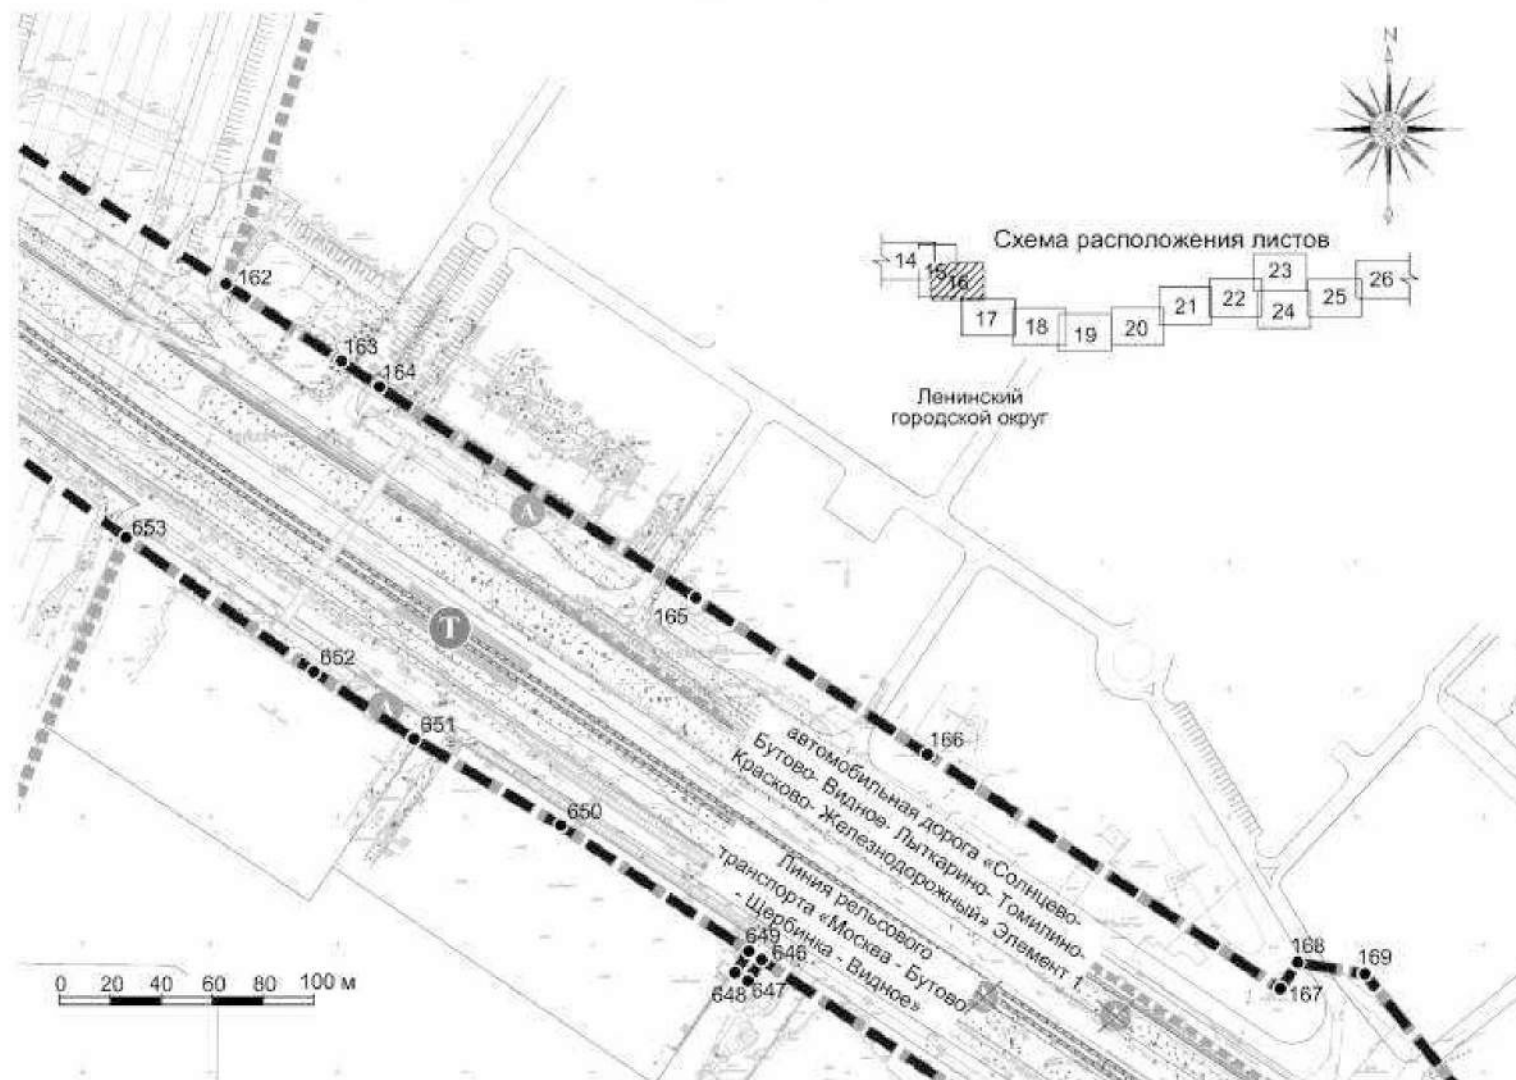 N
Схема расположения листов
14
15
16
17
18
19
20
21
22
23
24
25
26
Ленинский
городской округ
162
163
164
А
165
166
653
652
А
651
Т
650
автомобильная дорога «Солнцево-
Бутово- Видное- Лыткарино- Томилино-
Красково- Железнодорожный» Элемент 1
Линия рельсового
транспорта «Москва - Бутово-
- Щербинка - Видное»
649
646
648
647
168
169
167
0 20 40 60 80 100 м